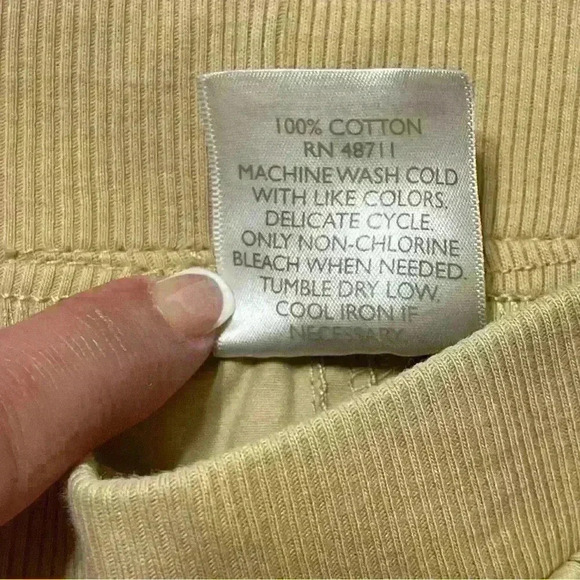 100% COTTON
RN 48711
MACHINE WASH COLD
WITH LIKE COLORS,
DELICATE CYCLE.
ONLY NON-CHLORINE
BLEACH WHEN NEEDED.
TUMBLE DRY LOW,
COOL IRON IF
NECESSARY.